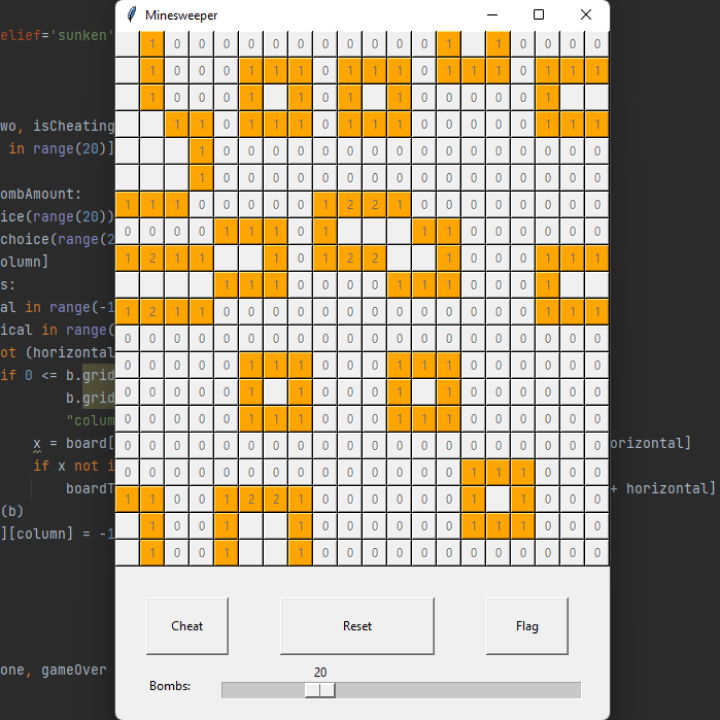 Minesweeper
elief='sunken'
wo, isCheating
in range(20)]
ombAmount:
ice(range(20))
choice(range(2
olumn]
s:
al in range(-1
ical in range(
ot (horizontal
if 0 <= b.grid
b.grid
"colum
x = board[
orizontal]
if x not i
boardT
+ horizontal]
(b)
][column] = -1
one, gameOver
1 0 0 0 0 0 0 0 0 0 0 0 1 1 0 0 0 0
1 0 0 0 1 1 1 0 1 1 1 0 1 1 1 0 1 1 1
1 0 0 0 1 1 0 1 1 0 0 0 0 0 1
1 1 0 1 1 1 0 1 1 1 0 0 0 0 0 1 1 1
1 0 0 0 0 0 0 0 0 0 0 0 0 0 0 0 0
1 0 0 0 0 0 0 0 0 0 0 0 0 0 0 0 0
1 1 1 0 0 0 0 0 1 2 2 1 0 0 0 0 0 0 0 0
0 0 0 0 1 1 1 0 1 1 1 0 0 0 0 0 0
1 2 1 1 1 0 1 2 2 1 0 0 0 1 1 1
1 1 1 0 0 0 0 1 1 1 0 0 0 1
1 2 1 1 0 0 0 0 0 0 0 0 0 0 0 0 0 1 1 1
0 0 0 0 0 0 0 0 0 0 0 0 0 0 0 0 0 0 0 0
0 0 0 0 0 1 1 1 0 0 0 1 1 1 0 0 0 0 0 0
0 0 0 0 0 1 1 0 0 0 1 1 0 0 0 0 0 0
0 0 0 0 0 1 1 1 0 0 0 1 1 1 0 0 0 0 0 0
0 0 0 0 0 0 0 0 0 0 0 0 0 0 0 0 0 0 0 0
0 0 0 0 0 0 0 0 0 0 0 0 0 0 1 1 1 0 0 0
1 1 0 0 1 2 2 1 0 0 0 0 0 0 1 1 0 0 0
1 0 0 1 1 0 0 0 0 0 0 1 1 1 0 0 0
1 0 0 1 1 0 0 0 0 0 0 0 0 0 0 0 0
Cheat
Reset
Flag
20
Bombs: